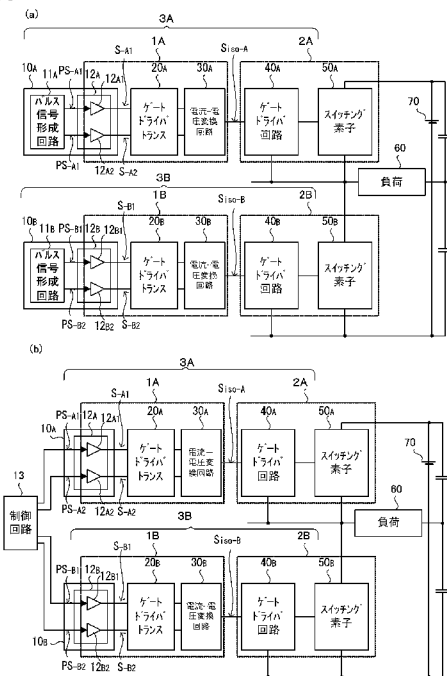 (a)
3A
1A
2A
10A
11A
12A
12A1
S-A1
20A
30A
Siso-A
40A
50A
PS-A1
パルス
信号
形成
回路
ゲート
ドライバ
トランス
電流-電
圧変換
回路
ゲート
ドライバ
回路
スイッチング
素子
70
PS-A1
12A2
S-A2
60
負荷
3B
1B
2B
10B
11B
12B
12B1
S-B1
20B
30B
Siso-B
40B
50B
PS-B1
パルス
信号
形成
回路
ゲート
ドライバ
トランス
電流-電
圧変換
回路
ゲート
ドライバ
回路
スイッチング
素子
PS-B2
12B2
S-B2
(b)
3A
1A
2A
PS-A1
10A
12A
12A1
S-A1
20A
30A
Siso-A
40A
50A
ゲート
ドライバ
トランス
電流-
電圧変
換回路
ゲート
ドライバ
回路
スイッチング
素子
70
PS-A2
12A2
S-A2
13
制御
回路
60
負荷
3B
1B
2B
PS-B1
12B
12B1
S-B1
20B
30B
Siso-B
40B
50B
ゲート
ドライバ
トランス
電流-電
圧変換
回路
ゲート
ドライバ
回路
スイッチング
素子
10B
PS-B2
12B2
S-B2